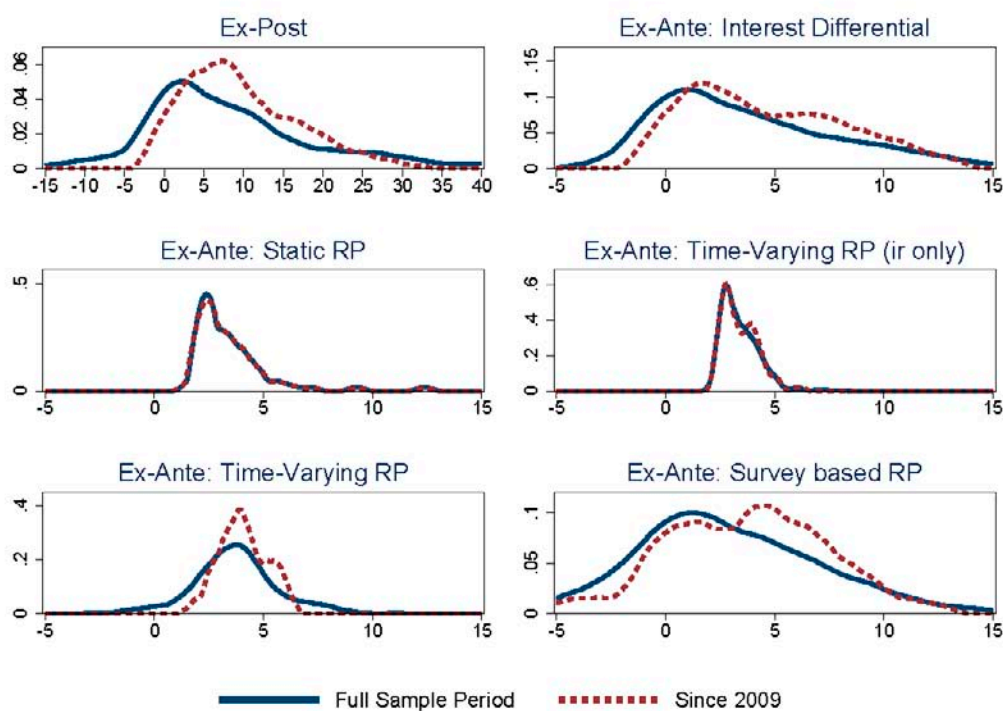 Ex-Post
.06
.04
.02
0
-15 -10 -5 0 5 10 15 20 25 30 35 40
Ex-Ante: Interest Differential
.15
.1
.05
0
-5 0 5 10 15
Ex-Ante: Static RP
.5
0
-5 0 5 10 15
Ex-Ante: Time-Varying RP (ir only)
.6
.4
.2
0
-5 0 5 10 15
Ex-Ante: Time-Varying RP
.4
.2
0
-5 0 5 10 15
Ex-Ante: Survey based RP
.1
.05
0
-5 0 5 10 15
Full Sample Period Since 2009